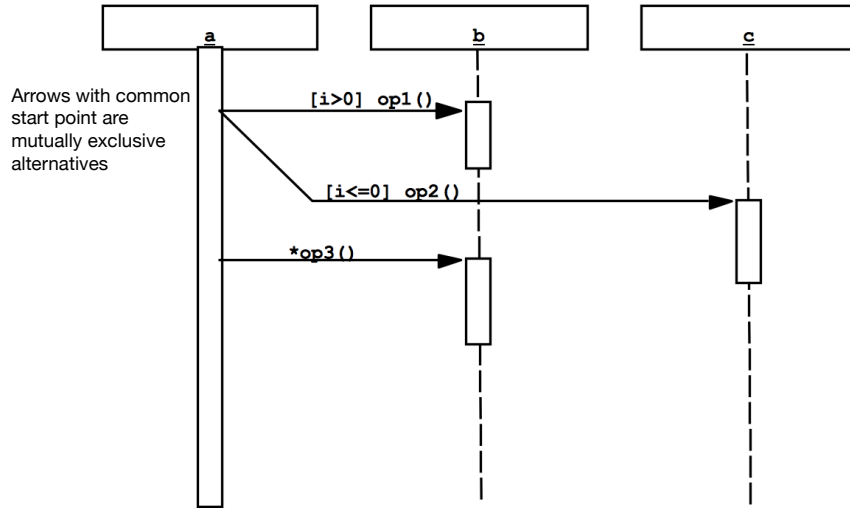 a
b
c
Arrows with common
start point are
mutually exclusive
alternatives
[i>0] op1()
[i<=0] op2()
*op3()